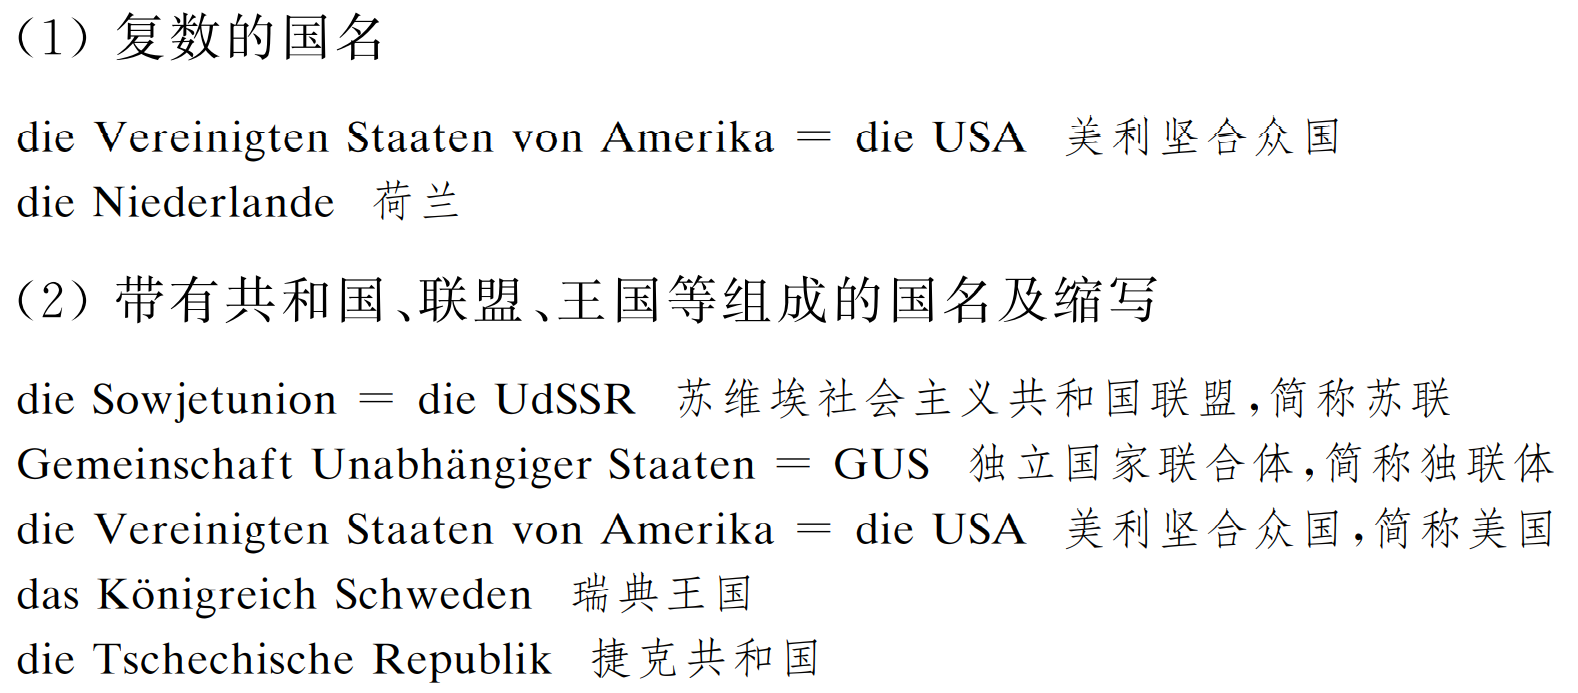 (1) 复数的国名
die Vereinigten Staaten von Amerika = die USA 美利坚合众国
die Niederlande 荷兰
(2) 带有共和国、联盟、王国等组成的国名及缩写
die Sowjetunion = die UdSSR 苏维埃社会主义共和国联盟,简称苏联
Gemeinschaft Unabhängiger Staaten = GUS 独立国家联合体,简称独联体
die Vereinigten Staaten von Amerika = die USA 美利坚合众国,简称美国
das Königreich Schweden 瑞典王国
die Tschechische Republik 捷克共和国